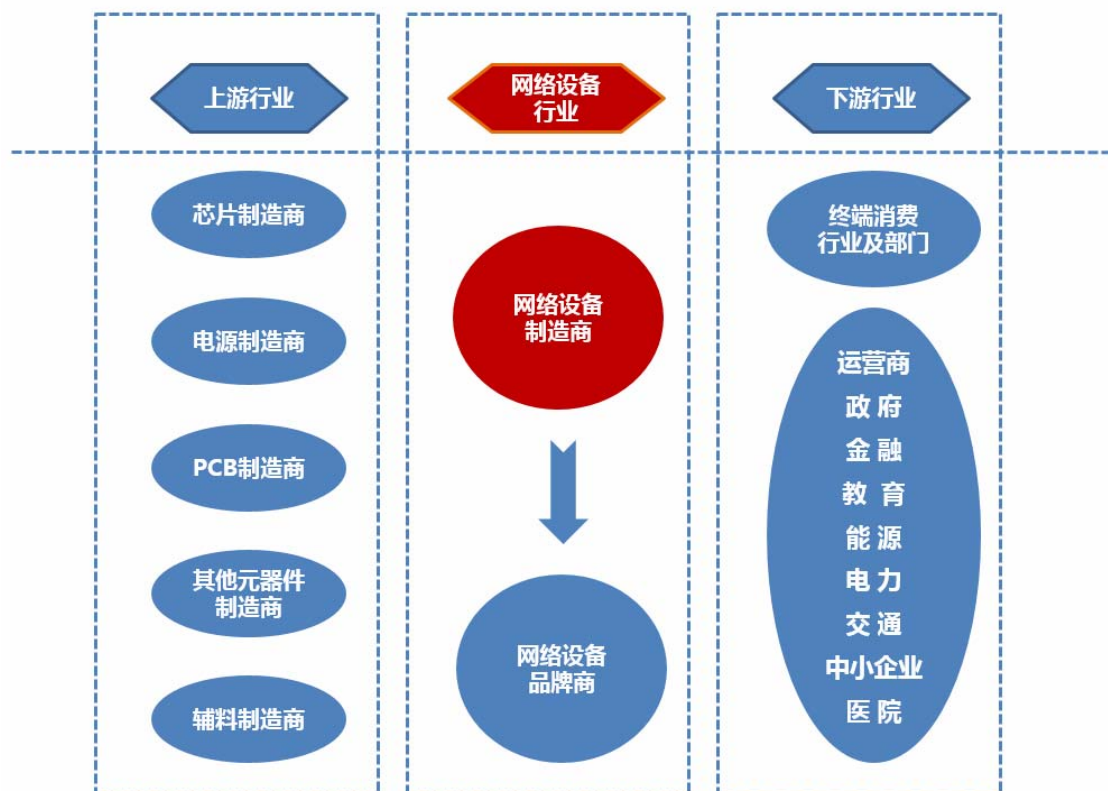 上游行业
芯片制造商
电源制造商
PCB制造商
其他元器件
制造商
辅料制造商
网络设备
行业
网络设备
制造商
网络设备
品牌商
下游行业
终端消费
行业及部门
运营商
政 府
金 融
教 育
能 源
电 力
交 通
中小企业
医 院